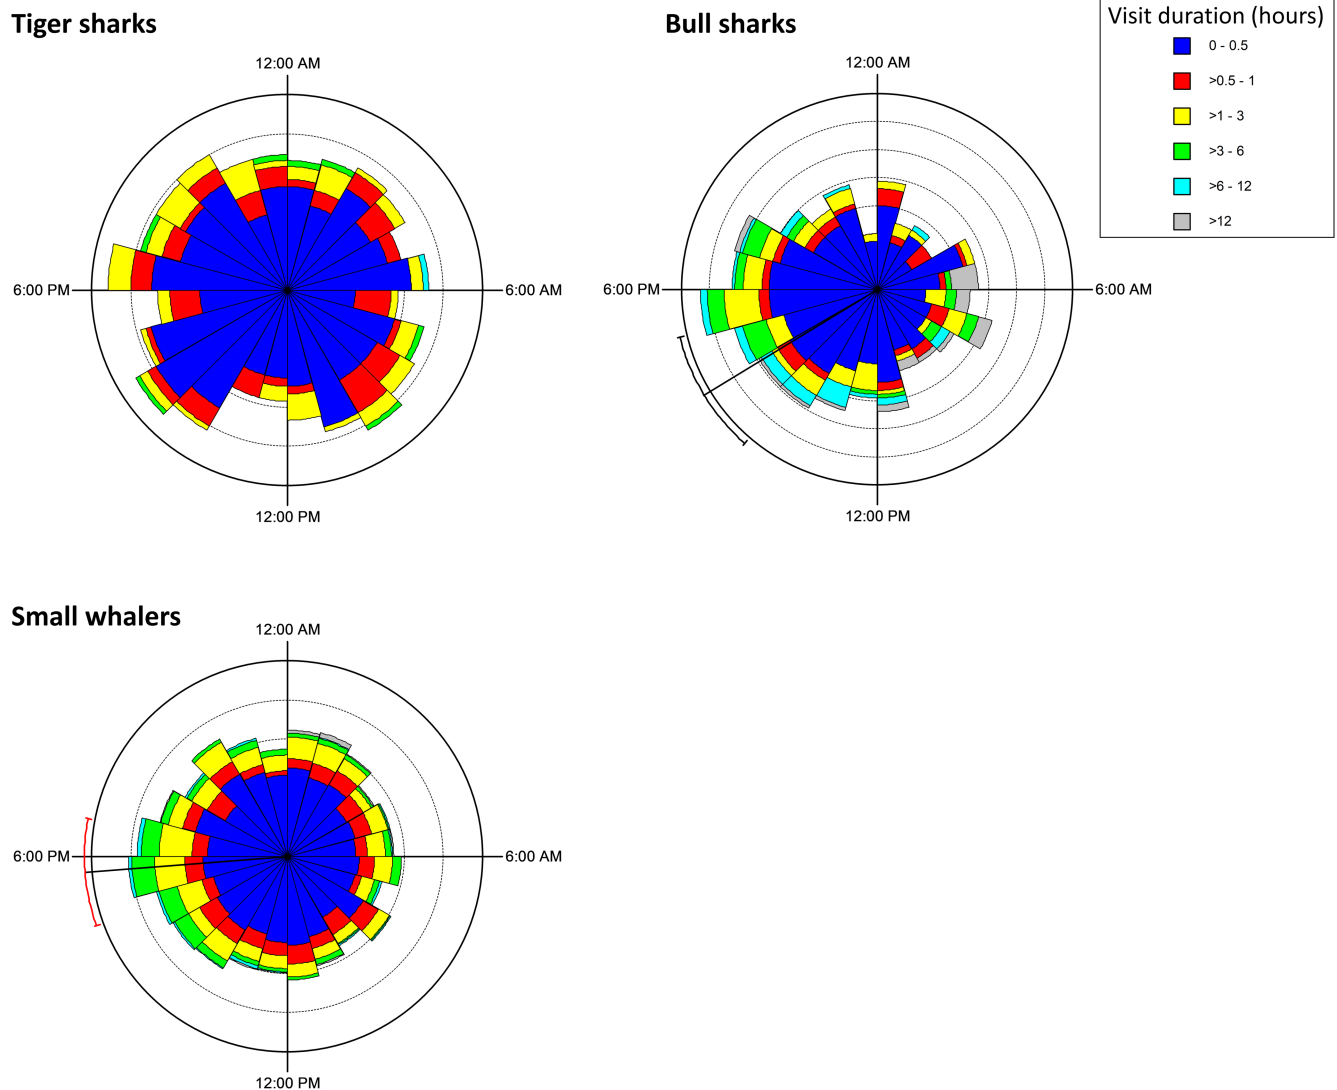 Tiger sharks
Bull sharks
Visit duration (hours)
0 - 0.5
>0.5 - 1
>1 - 3
>3 - 6
>6 - 12
>12
12:00 AM
6:00 PM
6:00 AM
12:00 PM
12:00 AM
6:00 PM
6:00 AM
12:00 PM
Small whalers
12:00 AM
6:00 PM
6:00 AM
12:00 PM